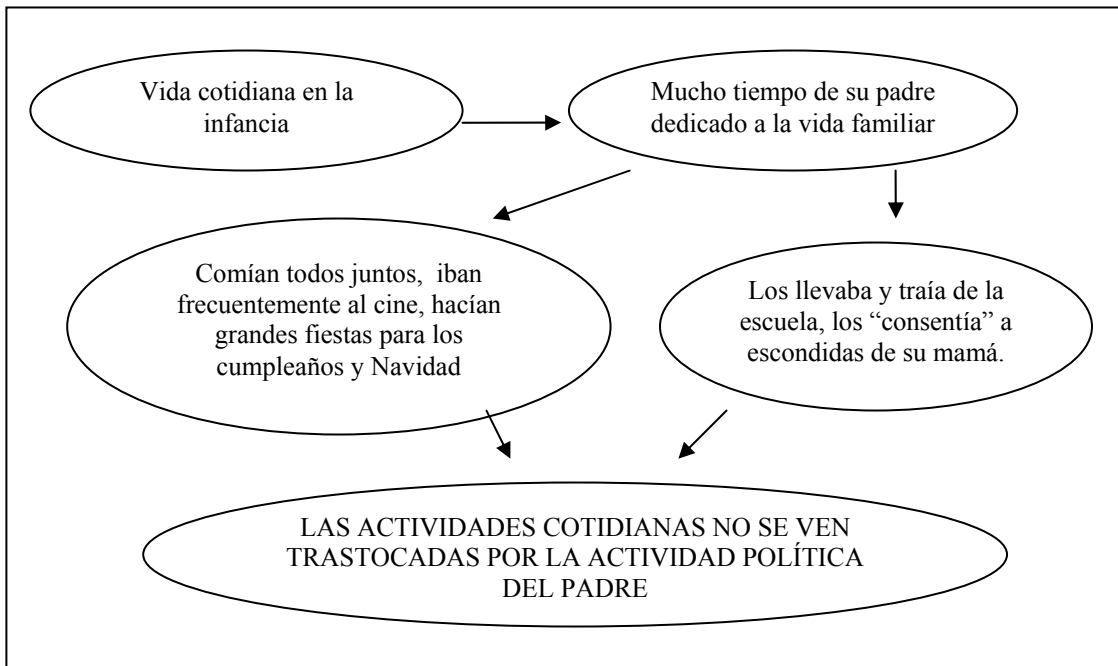 Vida cotidiana en la
infancia
Mucho tiempo de su padre
dedicado a la vida familiar
Comían todos juntos,  iban
frecuentemente al cine, hacían
grandes fiestas para los
cumpleaños y Navidad
Los llevaba y traía de la
escuela, los “consentía” a
escondidas de su mamá.
LAS ACTIVIDADES COTIDIANAS NO SE VEN
TRASTOCADAS POR LA ACTIVIDAD POLÍTICA
DEL PADRE